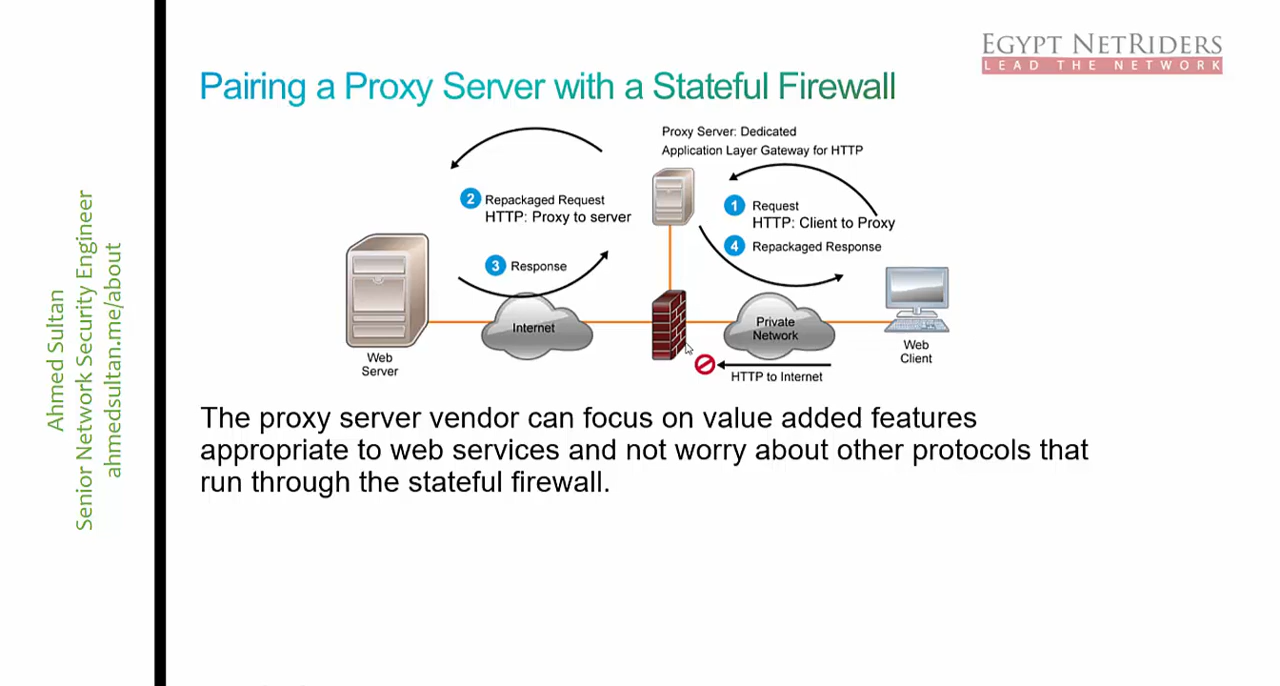 EGYPT NETRIDERS
LEAD THE NETWORK
Ahmed Sultan
Senior Network Security Engineer
ahmedsultan.me/about
Pairing a Proxy Server with a Stateful Firewall
Proxy Server: Dedicated
Application Layer Gateway for HTTP
2 Repackaged Request
HTTP: Proxy to server
1 Request
HTTP: Client to Proxy
4 Repackaged Response
3 Response
Internet
Private
Network
Web
Server
Web
Client
HTTP to Internet
The proxy server vendor can focus on value added features
appropriate to web services and not worry about other protocols that
run through the stateful firewall.